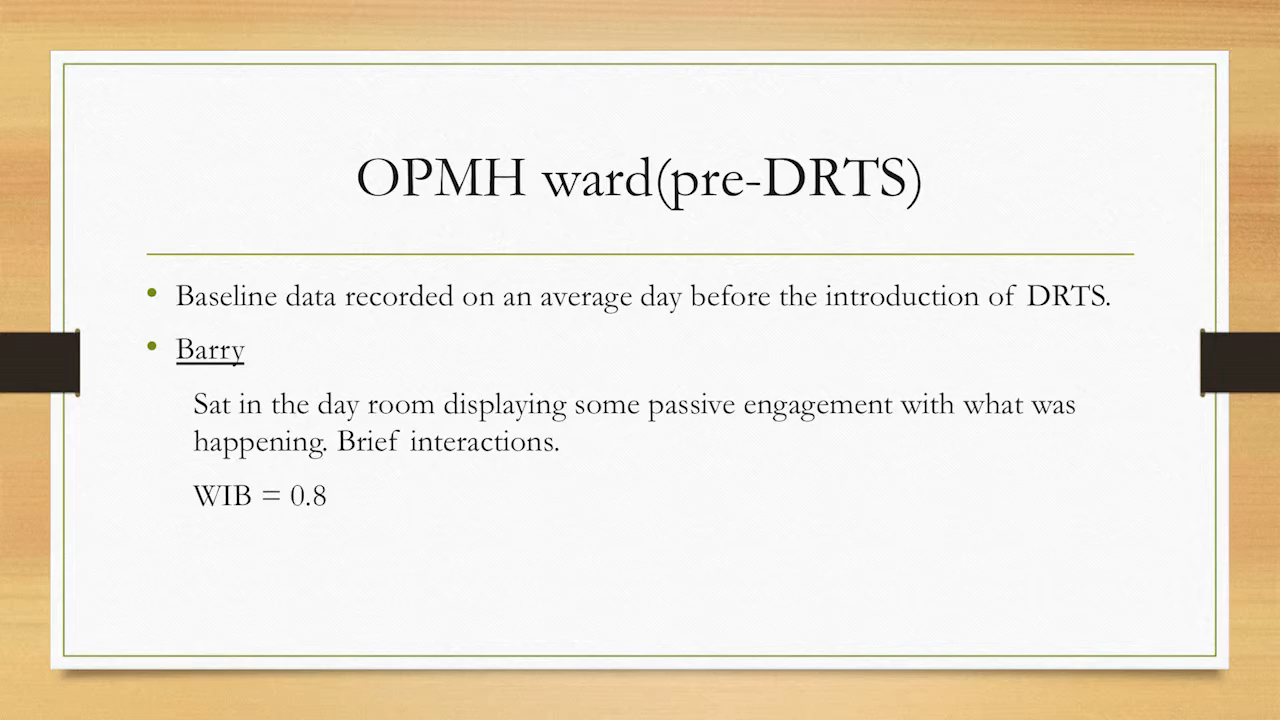 OPMH ward(pre-DRTS)
• Baseline data recorded on an average day before the introduction of DRTS.
• Barry
Sat in the day room displaying some passive engagement with what was
happening. Brief interactions.
WIB = 0.8